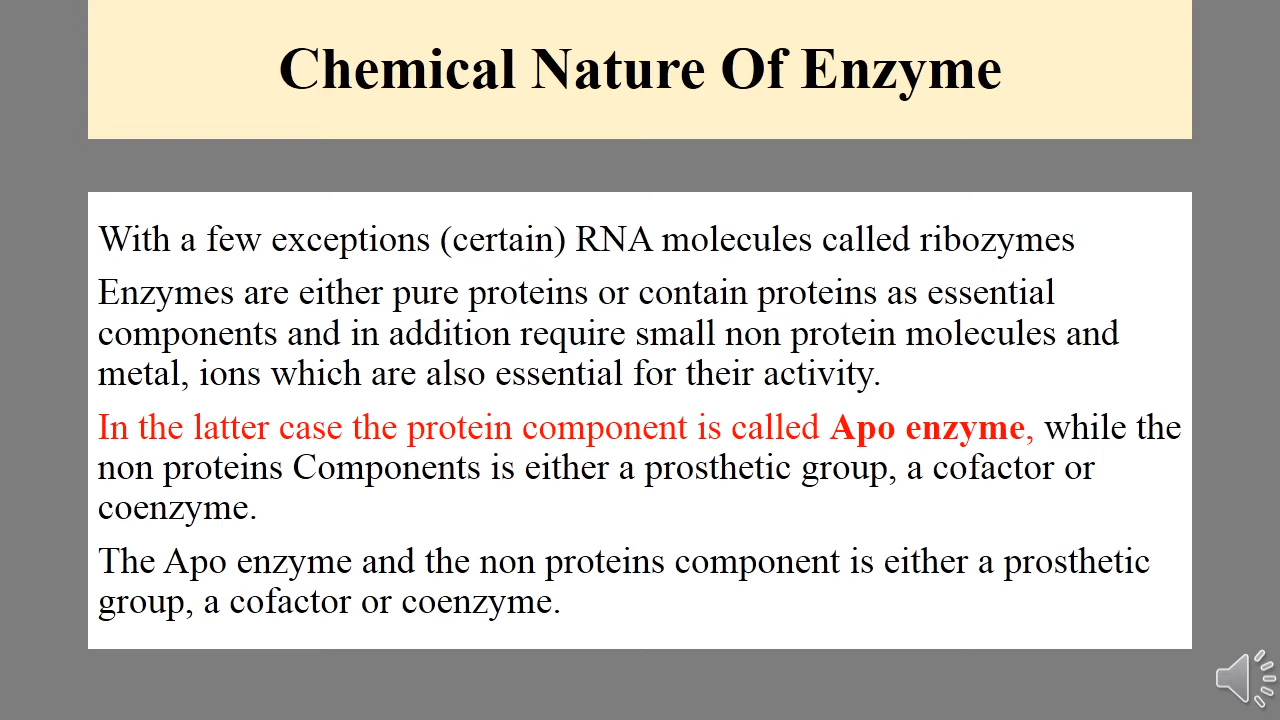 Chemical Nature Of Enzyme
With a few exceptions (certain) RNA molecules called ribozymes
Enzymes are either pure proteins or contain proteins as essential
components and in addition require small non protein molecules and
metal, ions which are also essential for their activity.
In the latter case the protein component is called Apo enzyme, while the
non proteins Components is either a prosthetic group, a cofactor or
coenzyme.
The Apo enzyme and the non proteins component is either a prosthetic
group, a cofactor or coenzyme.